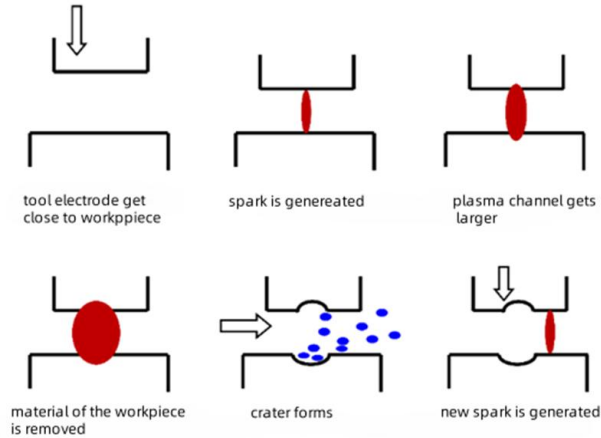 tool electrode get
close to workppiece
spark is genereated
plasma channel gets
larger
material of the workpiece
is removed
crater forms
new spark is generated